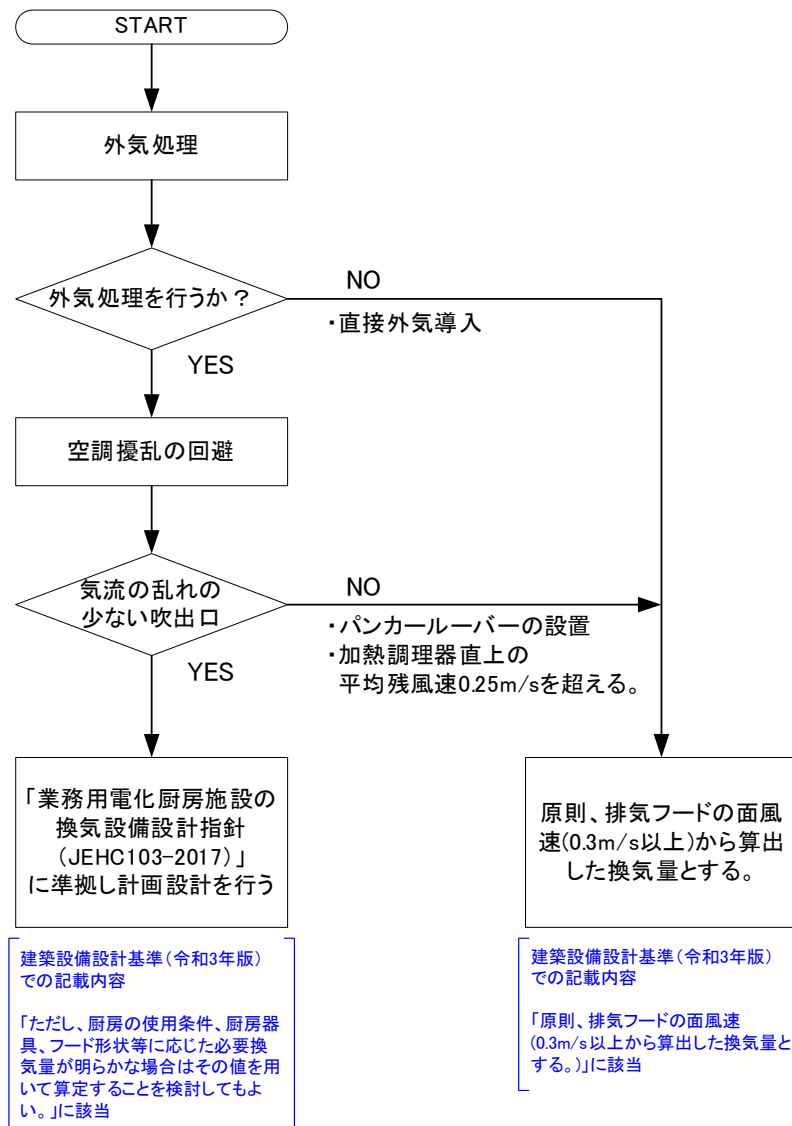 START
外気処理
外気処理を行うか？
NO
・直接外気導入
YES
空調擾乱の回避
気流の乱れの
少ない吹出口
NO
・パンカールーバーの設置
・加熱調理器直上の
平均残風速0.25m/sを超える。
YES
「業務用電化厨房施設の
換気設備設計指針
（JEHC103-2017）」
に準拠し計画設計を行う
原則、排気フードの面風
速(0.3m/s以上)から算出
した換気量とする。
建築設備設計基準（令和3年版）
での記載内容
「ただし、厨房の使用条件、厨房器
具、フード形状等に応じた必要換
気量が明らかな場合はその値を用
いて算定することを検討してもよ
い。」に該当
建築設備設計基準（令和3年版）
での記載内容
「原則、排気フードの面風速
(0.3m/s以上から算出した換気量と
する。)」に該当